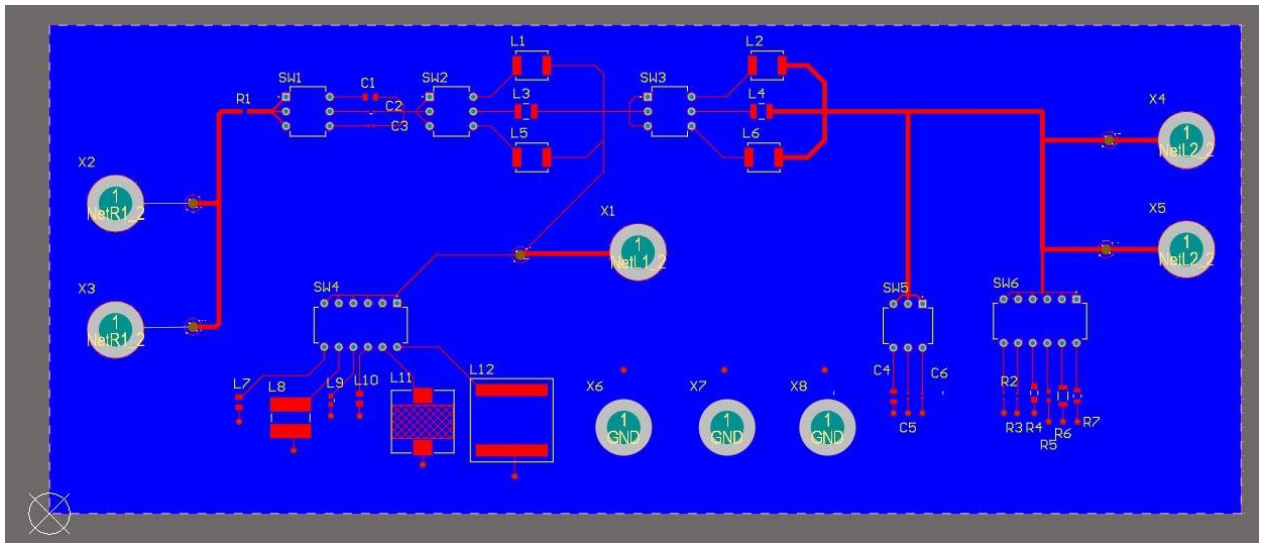 L1
L2
SW1
C1
SW2
SW3
R1
C2
L3
L4
X4
C3
1
L5
L6
NetL2_2
X2
1
NetR1_2
X1
X5
1
NetL1_2
1
NetL2_2
X3
SW4
SW5
SW6
1
NetR1_2
L7
L8
L9
L10
L11
L12
X6
X7
X8
C4
C6
R2
1
GND
1
GND
1
GND
C5
R3
R4
R5
R6
R7